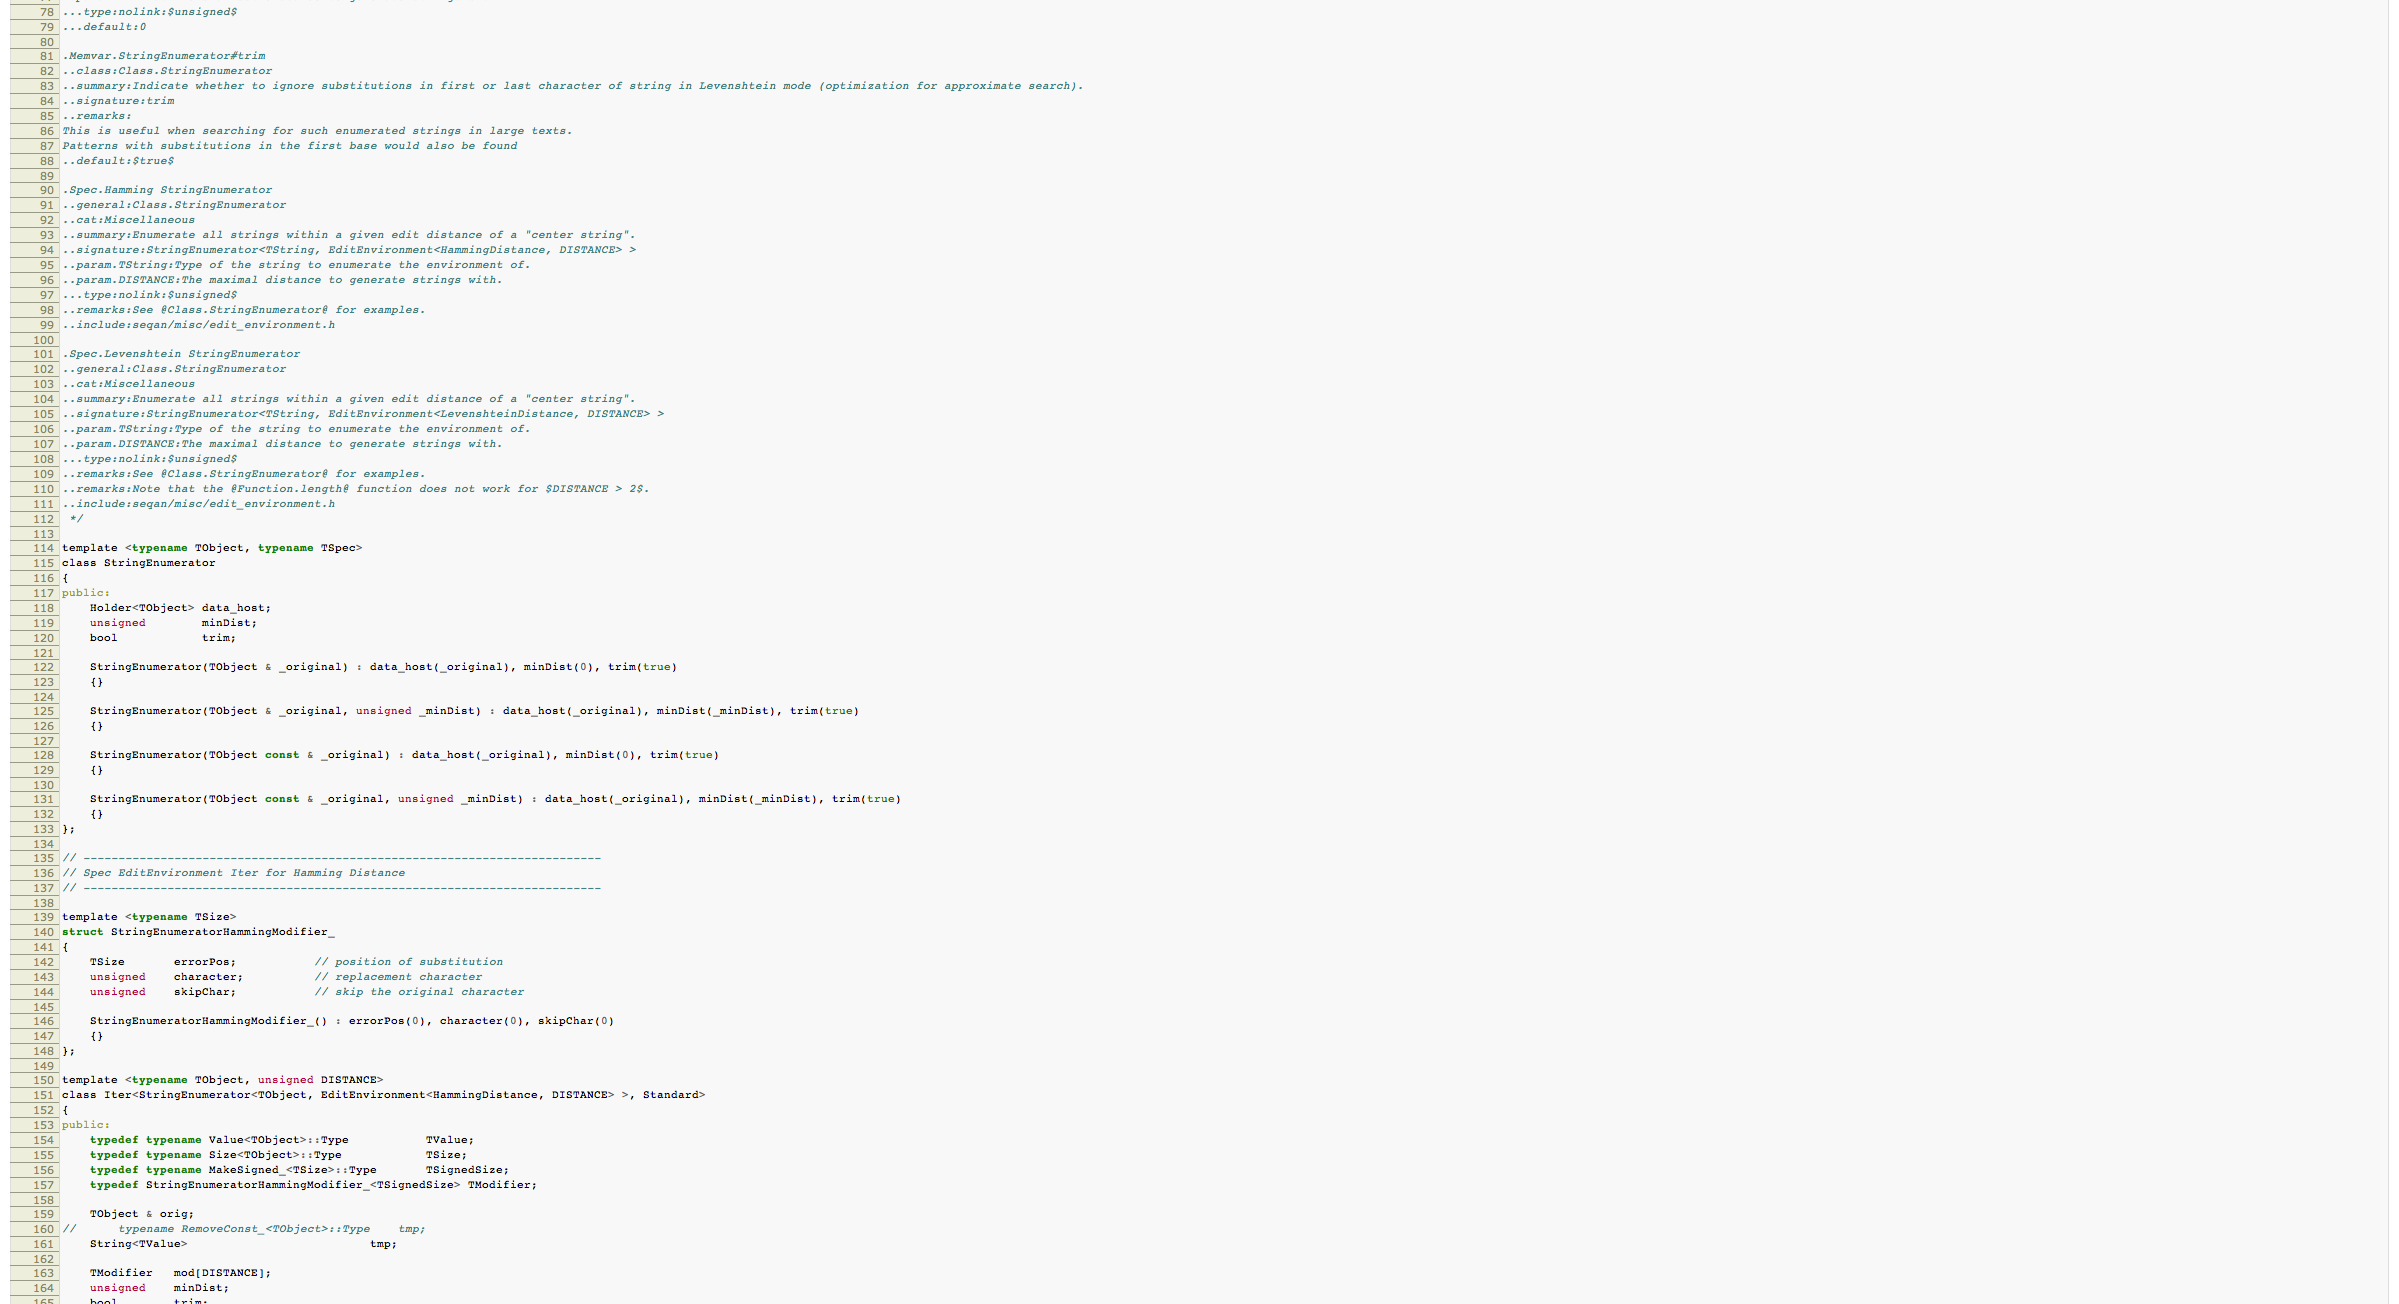 78 ...type:nolink:$unsigned$
79 ...default:0
80
81 .Memvar.StringEnumerator#trim
82 ..class:Class.StringEnumerator
83 ..summary:Indicate whether to ignore substitutions in first or last character of string in Levenshtein mode (optimization for approximate search).
84 ..signature:trim
85 ..remarks:
86 This is useful when searching for such enumerated strings in large texts.
87 Patterns with substitutions in the first base would also be found
88 ..default:$true$
89
90 .Spec.Hamming StringEnumerator
91 ..general:Class.StringEnumerator
92 ..cat:Miscellaneous
93 ..summary:Enumerate all strings within a given edit distance of a "center string".
94 ..signature:StringEnumerator<TString, EditEnvironment<HammingDistance, DISTANCE> >
95 ..param.TString:Type of the string to enumerate the environment of.
96 ..param.DISTANCE:The maximal distance to generate strings with.
97 ...type:nolink:$unsigned$
98 ..remarks:See @Class.StringEnumerator@ for examples.
99 ..include:seqan/misc/edit_environment.h
100
101 .Spec.Levenshtein StringEnumerator
102 ..general:Class.StringEnumerator
103 ..cat:Miscellaneous
104 ..summary:Enumerate all strings within a given edit distance of a "center string".
105 ..signature:StringEnumerator<TString, EditEnvironment<LevenshteinDistance, DISTANCE> >
106 ..param.TString:Type of the string to enumerate the environment of.
107 ..param.DISTANCE:The maximal distance to generate strings with.
108 ...type:nolink:$unsigned$
109 ..remarks:See @Class.StringEnumerator@ for examples.
110 ..remarks:Note that the @Function.length@ function does not work for $DISTANCE > 2$.
111 ..include:seqan/misc/edit_environment.h
112  */
113
114 template <typename TObject, typename TSpec>
115 class StringEnumerator
116 {
117 public:
118     Holder<TObject> data_host;
119     unsigned        minDist;
120     bool            trim;
121
122     StringEnumerator(TObject & _original) : data_host(_original), minDist(0), trim(true)
123     {}
124
125     StringEnumerator(TObject & _original, unsigned _minDist) : data_host(_original), minDist(_minDist), trim(true)
126     {}
127
128     StringEnumerator(TObject const & _original) : data_host(_original), minDist(0), trim(true)
129     {}
130
131     StringEnumerator(TObject const & _original, unsigned _minDist) : data_host(_original), minDist(_minDist), trim(true)
132     {}
133 };
134
135 // --------------------------------------------------------------------------
136 // Spec EditEnvironment Iter for Hamming Distance
137 // --------------------------------------------------------------------------
138
139 template <typename TSize>
140 struct StringEnumeratorHammingModifier_
141 {
142     TSize       errorPos;           // position of substitution
143     unsigned    character;          // replacement character
144     unsigned    skipChar;           // skip the original character
145
146     StringEnumeratorHammingModifier_() : errorPos(0), character(0), skipChar(0)
147     {}
148 };
149
150 template <typename TObject, unsigned DISTANCE>
151 class Iter<StringEnumerator<TObject, EditEnvironment<HammingDistance, DISTANCE> >, Standard>
152 {
153 public:
154     typedef typename Value<TObject>::Type           TValue;
155     typedef typename Size<TObject>::Type            TSize;
156     typedef typename MakeSigned_<TSize>::Type       TSignedSize;
157     typedef StringEnumeratorHammingModifier_<TSignedSize> TModifier;
158
159     TObject & orig;
160 //      typename RemoveConst_<TObject>::Type    tmp;
161     String<TValue>                          tmp;
162
163     TModifier   mod[DISTANCE];
164     unsigned    minDist;
165     bool        trim;